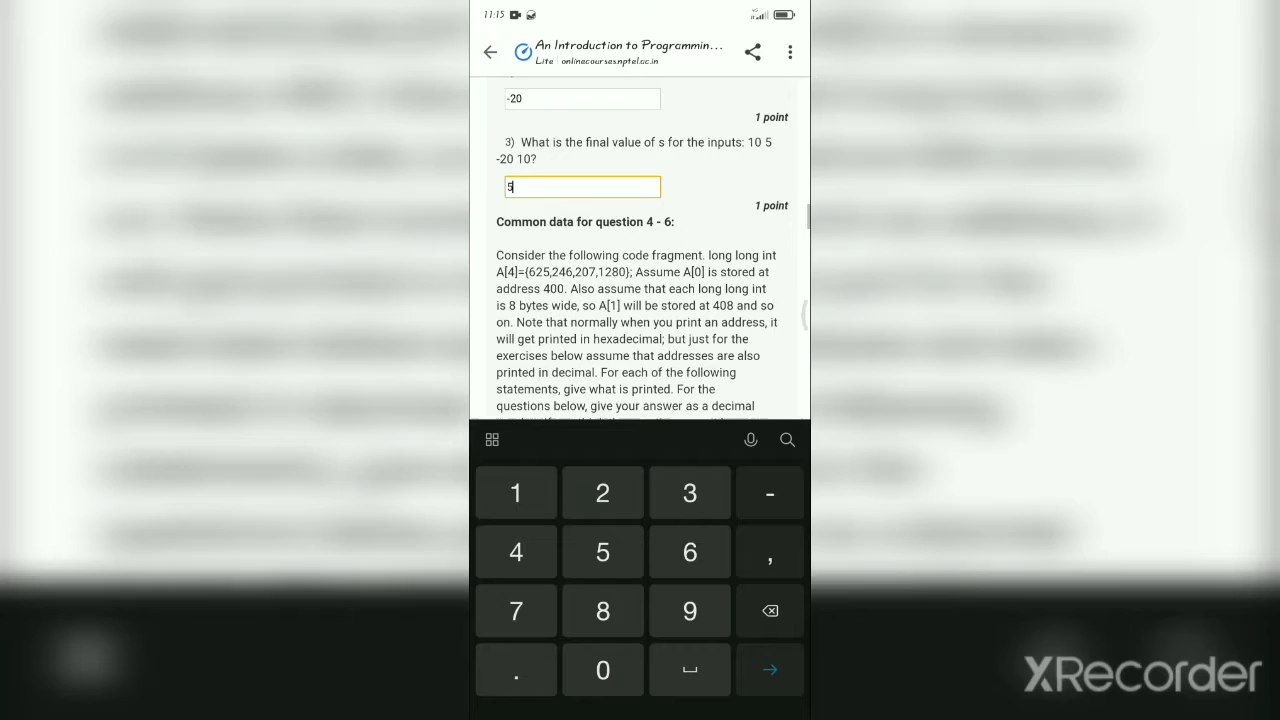 11:15
An Introduction to Programmin...
Lite onlinecourses.nptel.ac.in
-20
1 point
3) What is the final value of s for the inputs: 10 5
-20 10?
5
1 point
Common data for question 4 - 6:
Consider the following code fragment. long long int
A[4]={625,246,207,1280}; Assume A[0] is stored at
address 400. Also assume that each long long int
is 8 bytes wide, so A[1] will be stored at 408 and so
on. Note that normally when you print an address, it
will get printed in hexadecimal; but just for the
exercises below assume that addresses are also
printed in decimal. For each of the following
statements, give what is printed. For the
questions below, give your answer as a decimal
1 2 3 -
4 5 6 ,
7 8 9
. 0
XRecorder